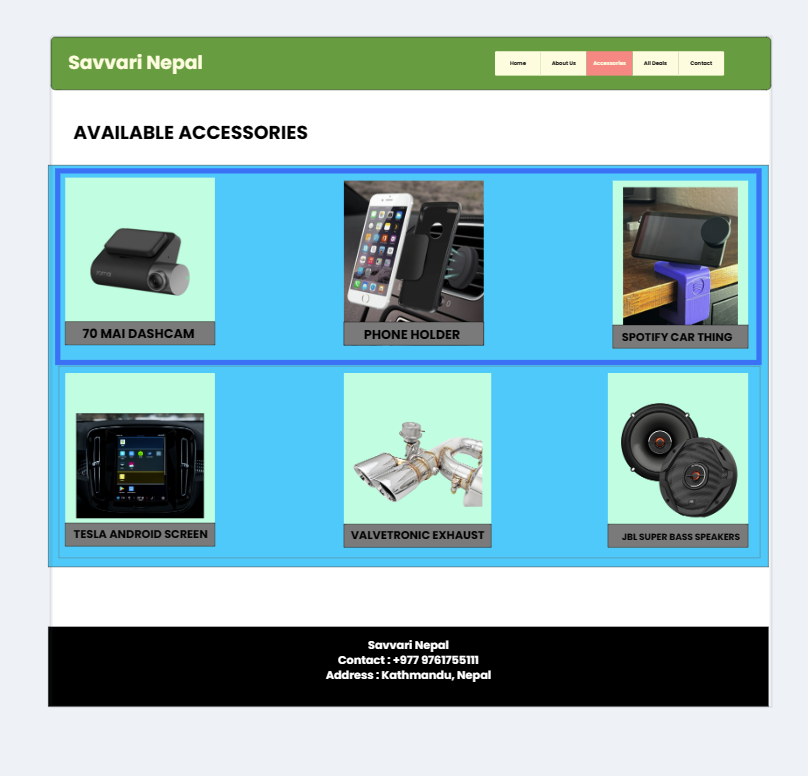 Savvari Nepal
Home
About Us
Accessories
All Deals
Contact
AVAILABLE ACCESSORIES
70 MAI DASHCAM
PHONE HOLDER
SPOTIFY CAR THING
TESLA ANDROID SCREEN
VALVETRONIC EXHAUST
JBL SUPER BASS SPEAKERS
Savvari Nepal
Contact : +977 9761755111
Address : Kathmandu, Nepal